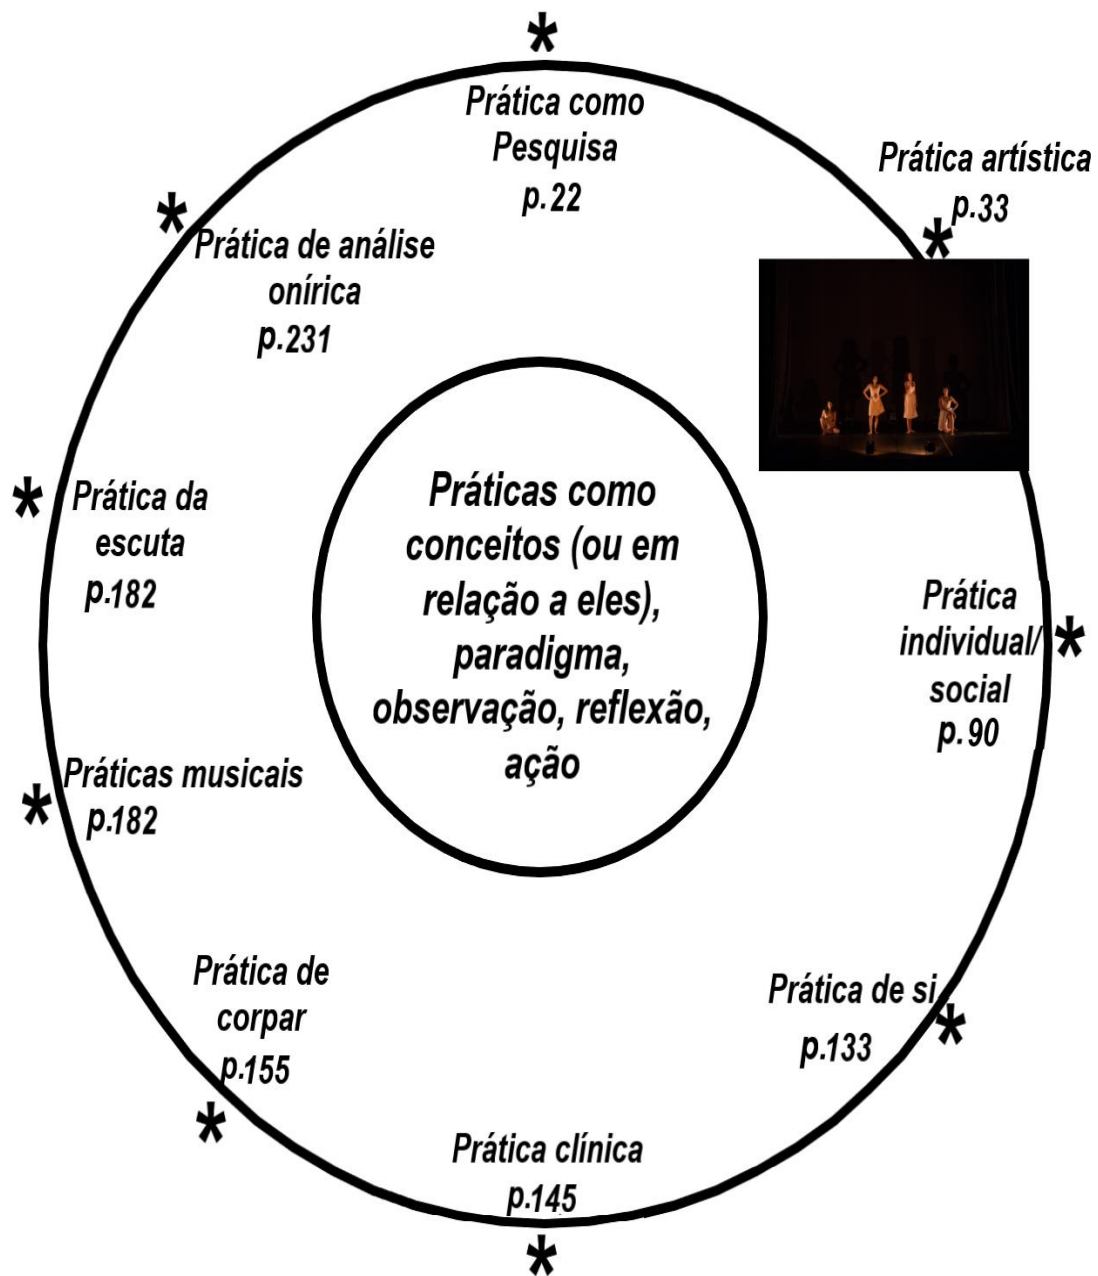 *
Prática como
Pesquisa
p.22
Prática artística
p.33
*
Prática
individual/
social
p.90
*
Prática de si
p.133
*
Prática clínica
p.145
*
Prática de
corpar
p.155
*
Práticas musicais
p.182
*
Prática da
escuta
p.182
*
Prática de análise
onírica
p.231
*
Práticas como
conceitos (ou em
relação a eles),
paradigma,
observação, reflexão,
ação